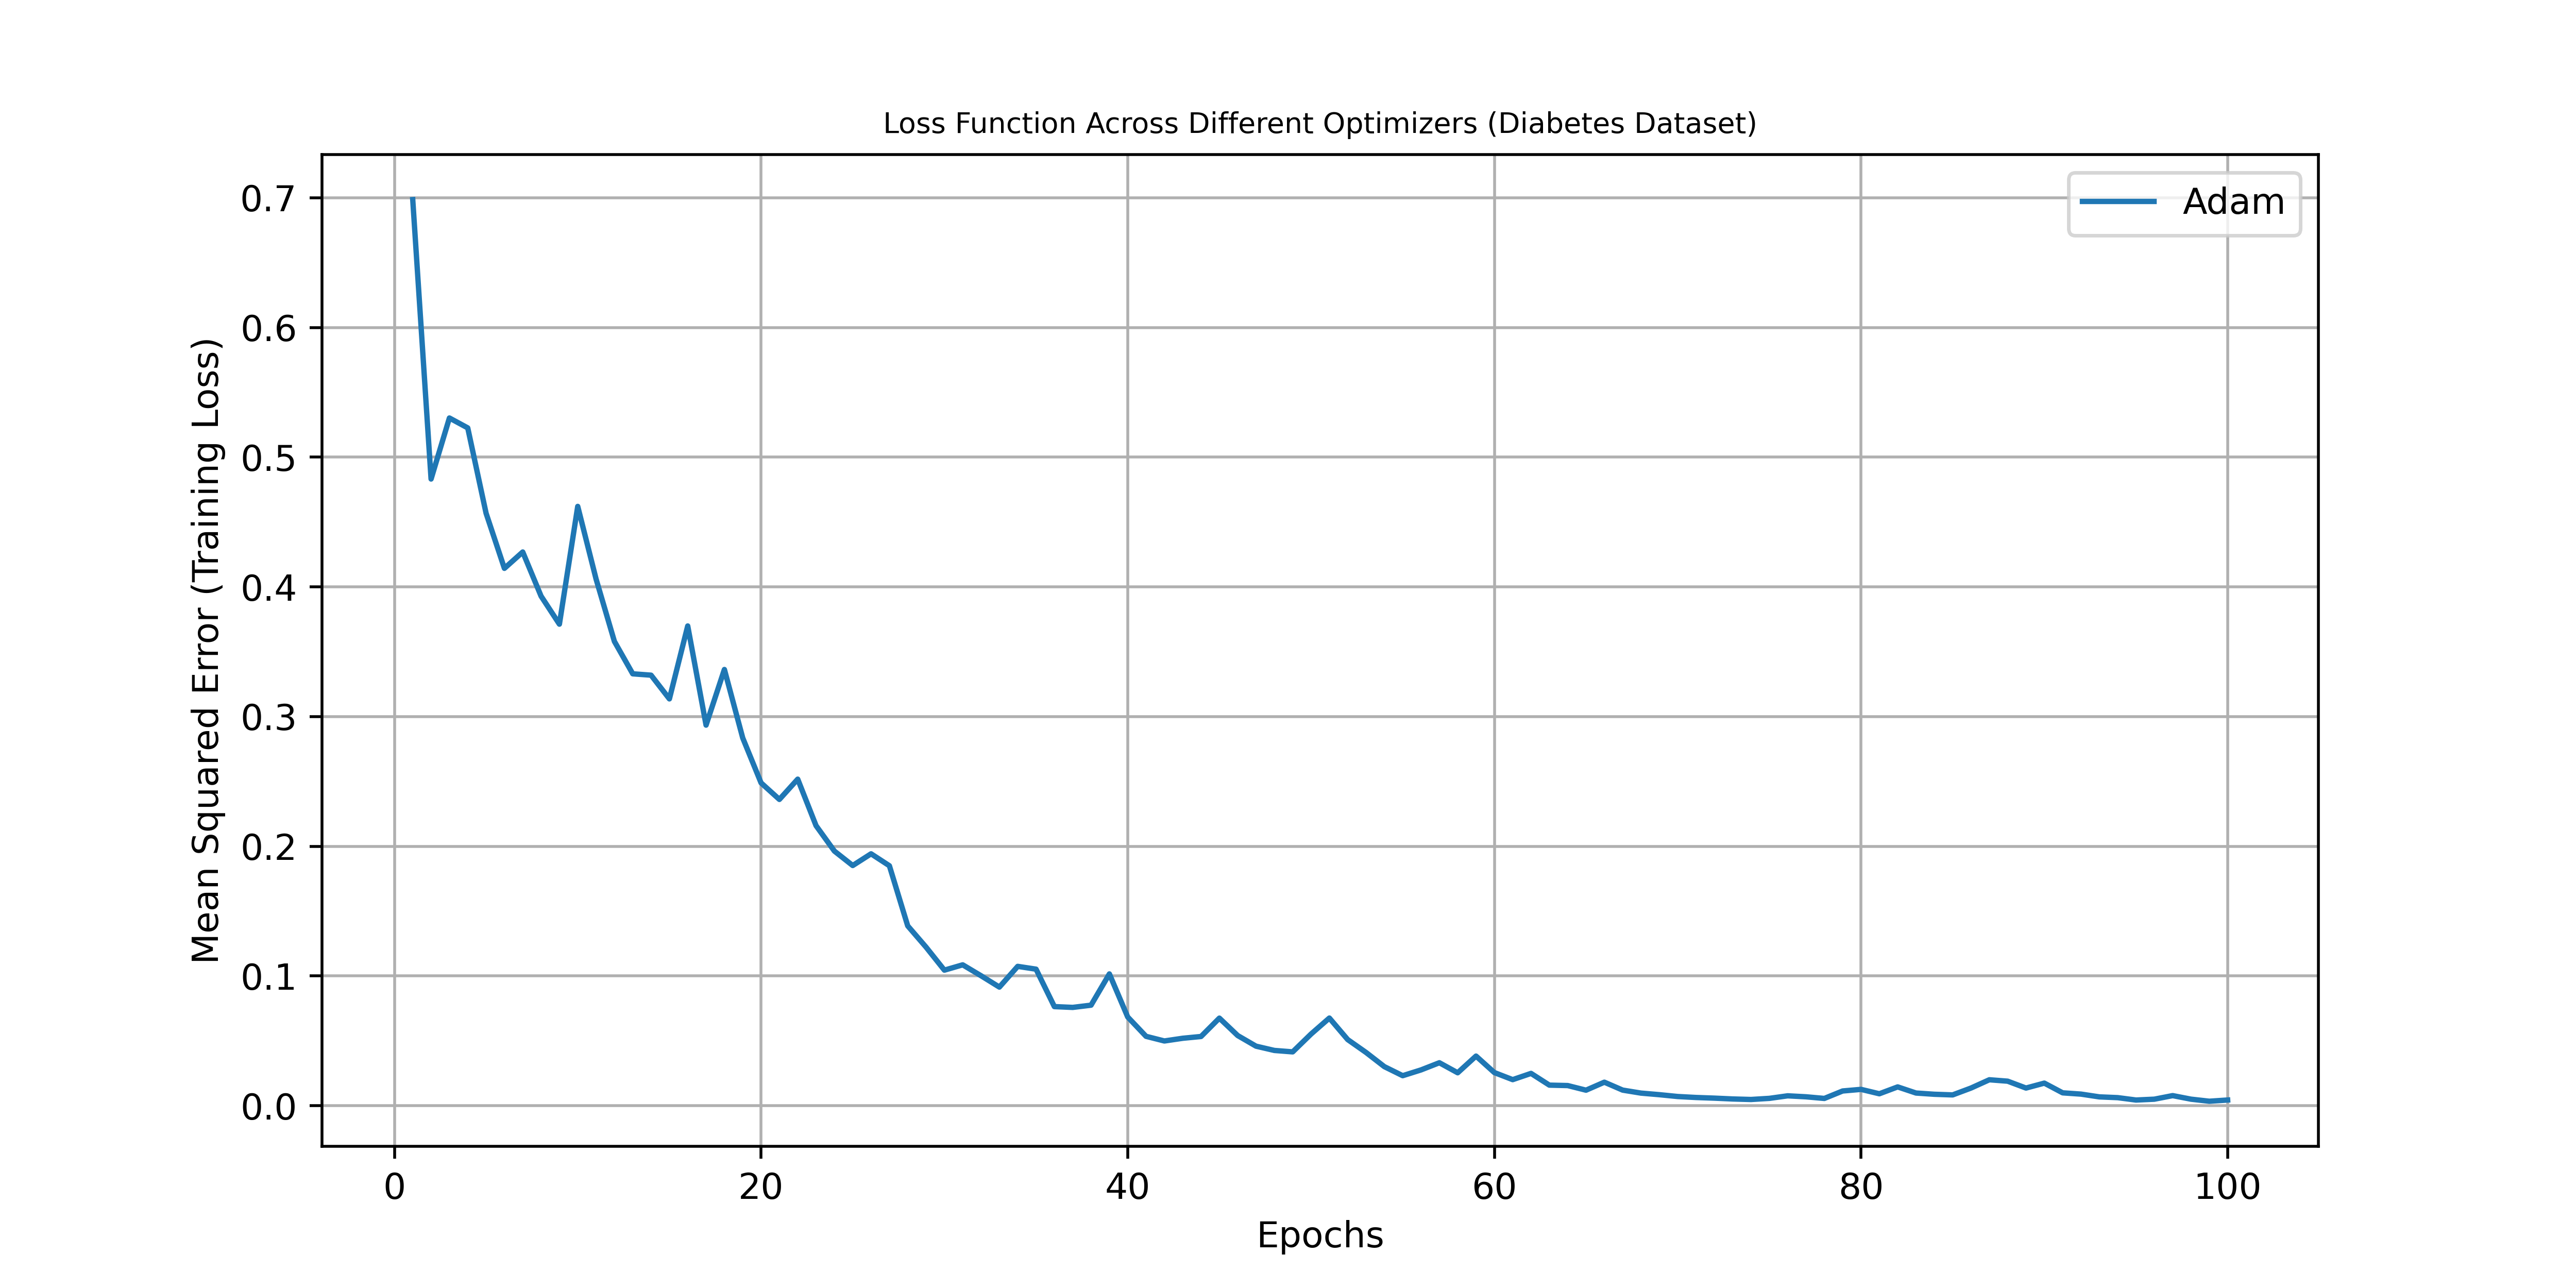 Loss Function Across Different Optimizers (Diabetes Dataset)
Adam
Mean Squared Error (Training Loss)
0.7
0.6
0.5
0.4
0.3
0.2
0.1
0.0
0 20 40 60 80 100
Epochs